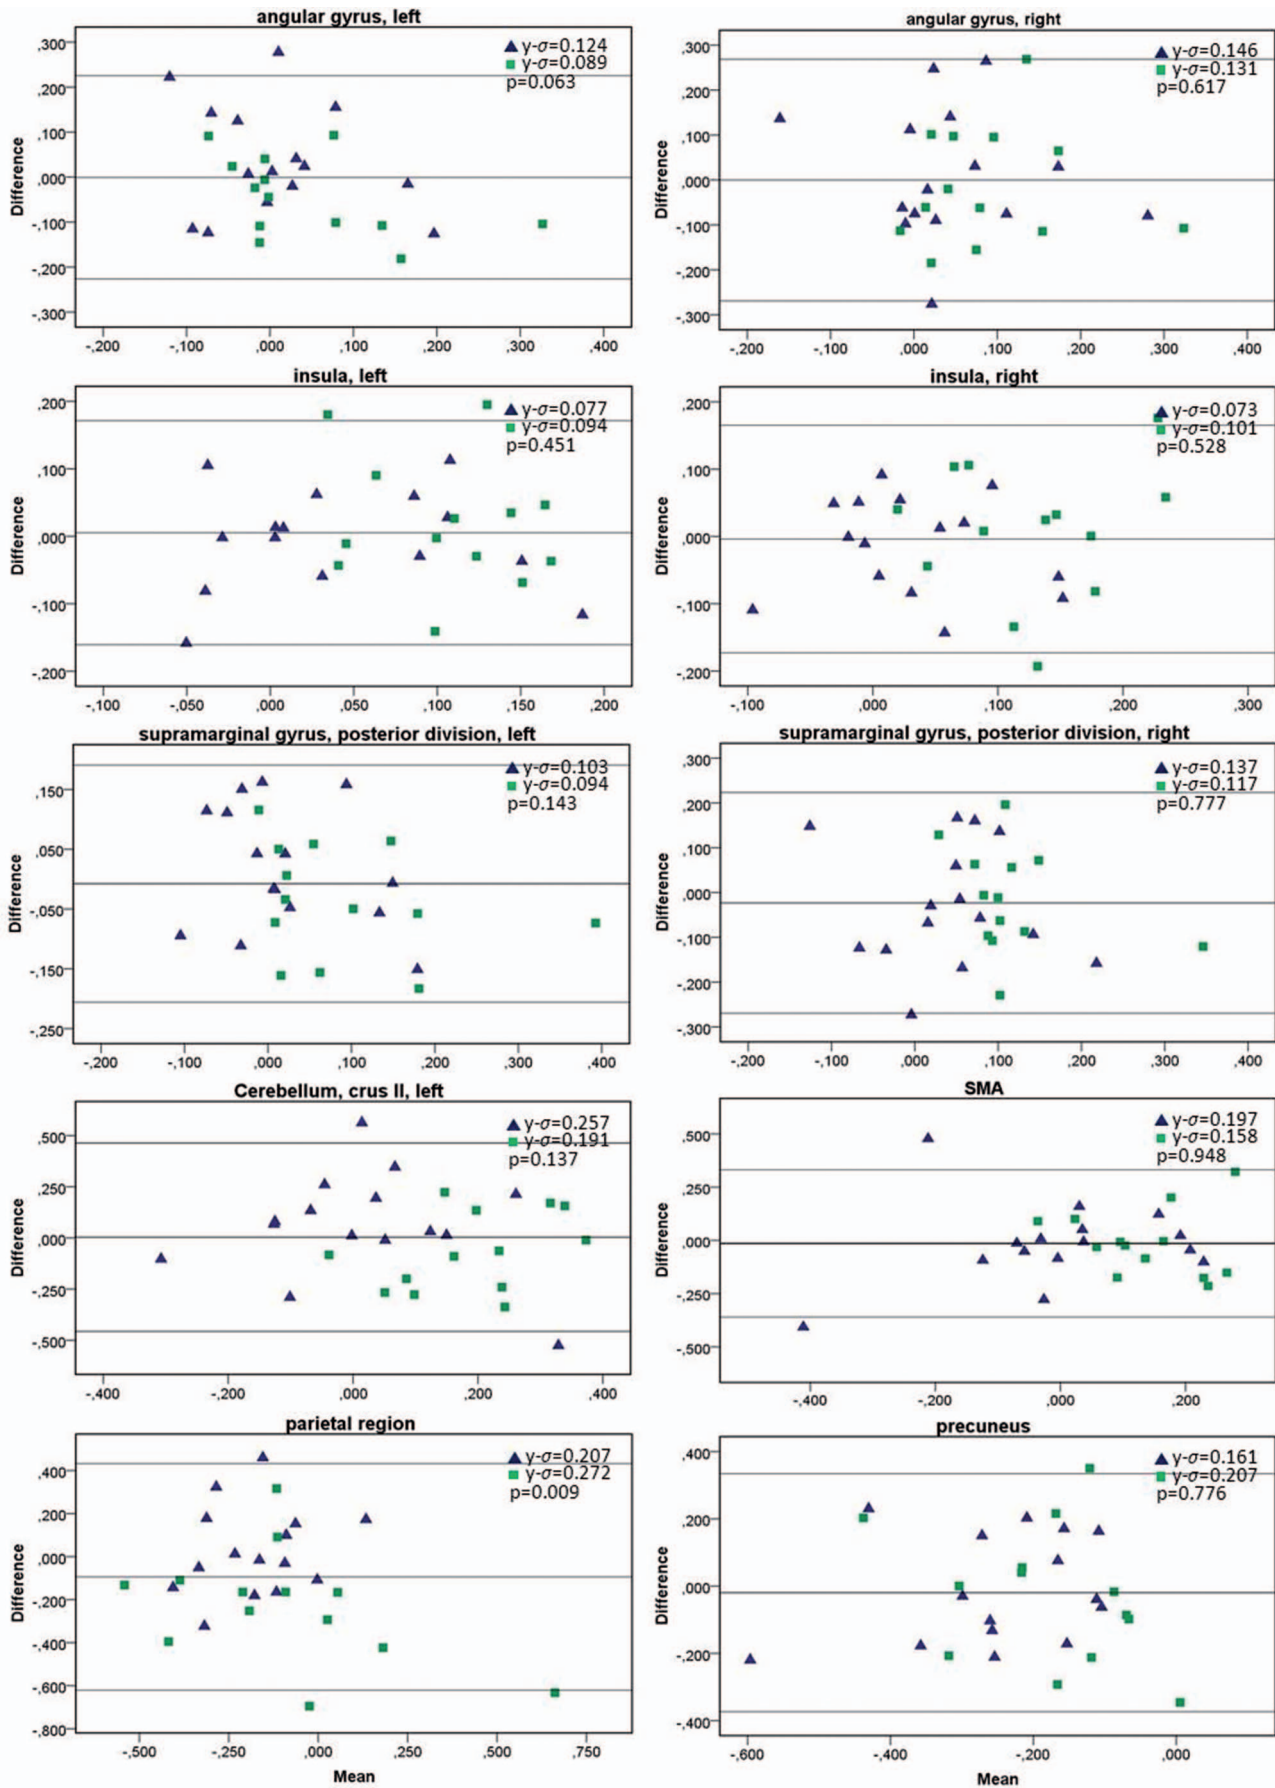 angular gyrus, left
y-σ=0.124
y-σ=0.089
p=0.063
,300
,200
,100
,000
-,100
-,200
-,300
Difference
-,200 -,100 ,000 ,100 ,200 ,300 ,400
angular gyrus, right
y-σ=0.146
y-σ=0.131
p=0.617
,300
,200
,100
,000
-,100
-,200
-,300
Difference
-,200 -,100 ,000 ,100 ,200 ,300 ,400
insula, left
y-σ=0.077
y-σ=0.094
p=0.451
,200
,100
,000
-,100
-,200
Difference
-,100 -,050 ,000 ,050 ,100 ,150 ,200
insula, right
y-σ=0.073
y-σ=0.101
p=0.528
,200
,100
,000
-,100
-,200
Difference
-,100 ,000 ,100 ,200 ,300
supramarginal gyrus, posterior division, left
y-σ=0.103
y-σ=0.094
p=0.143
,150
,050
-,050
-,150
-,250
Difference
-,200 -,100 ,000 ,100 ,200 ,300 ,400
supramarginal gyrus, posterior division, right
y-σ=0.137
y-σ=0.117
p=0.777
,300
,200
,100
,000
-,100
-,200
-,300
Difference
-,200 -,100 ,000 ,100 ,200 ,300 ,400
Cerebellum, crus II, left
y-σ=0.257
y-σ=0.191
p=0.137
,500
,250
,000
-,250
-,500
Difference
-,400 -,200 ,000 ,200 ,400
SMA
y-σ=0.197
y-σ=0.158
p=0.948
,500
,250
,000
-,250
-,500
Difference
-,400 -,200 ,000 ,200
parietal region
y-σ=0.207
y-σ=0.272
p=0.009
,400
,200
,000
-,200
-,400
-,600
-,800
Difference
-,500 -,250 ,000 ,250 ,500 ,750
Mean
precuneus
y-σ=0.161
y-σ=0.207
p=0.776
,400
,200
,000
-,200
-,400
Difference
-,600 -,400 -,200 ,000
Mean